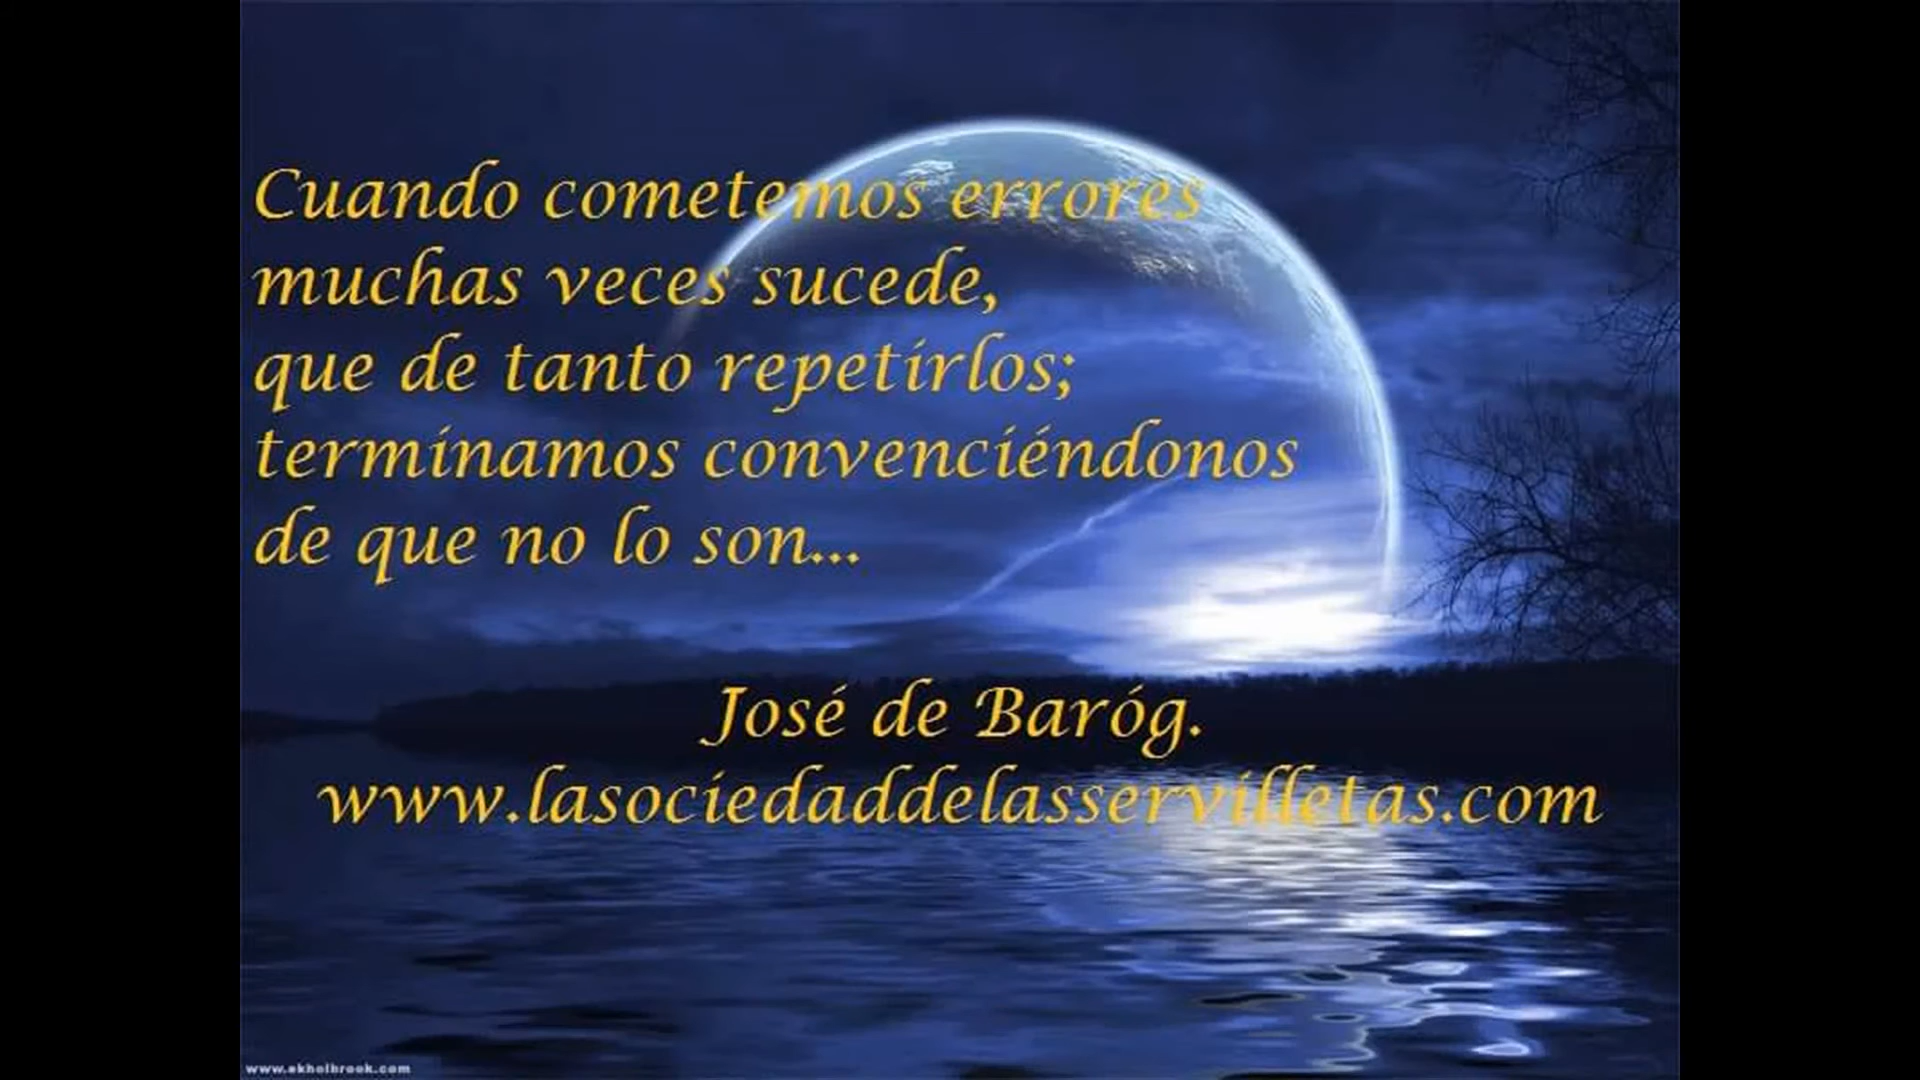 Cuando cometemos errores
muchas veces sucede,
que de tanto repetirlos;
terminamos convenciéndonos
de que no lo son...
José de Baróg.
www.lasociedaddelasservilletas.com
www.ekholbrook.com